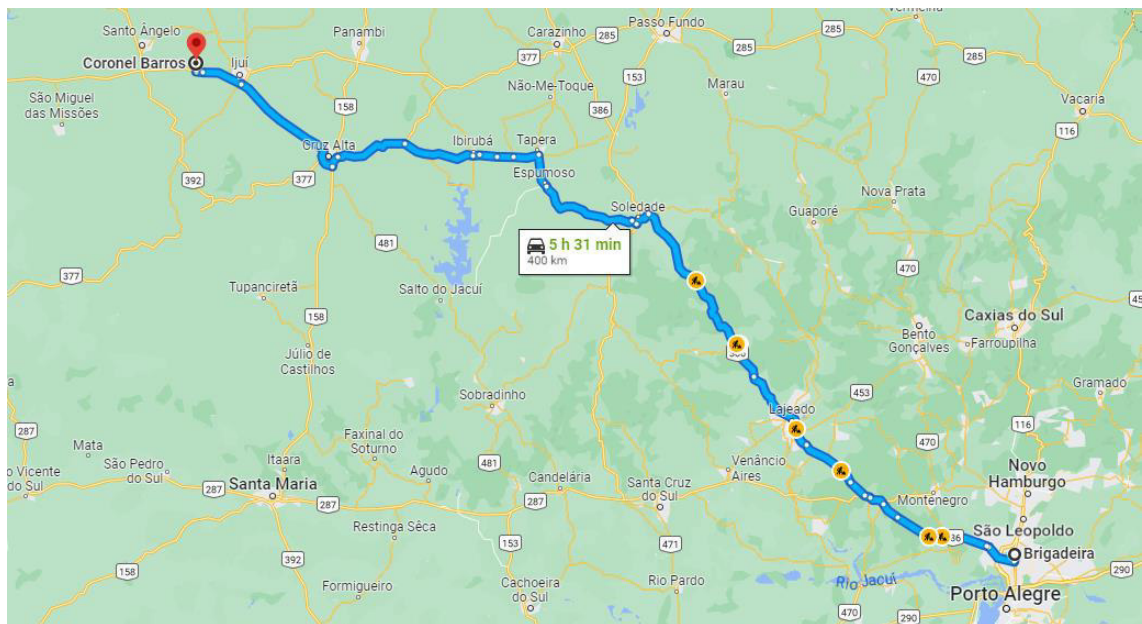 Vermelha
Santo Ângelo
Panambi
Carazinho
285
Passo Fundo
285
285
Coronel Barros
Ijuí
377
153
470
Não-Me-Toque
Marau
São Miguel
das Missões
158
386
Vacaria
116
Cruz Alta
Ibirubá
Tapera
392
377
Espumoso
Nova Prata
Soledade
Guaporé
481
5 h 31 min
400 km
470
377
Tupanciretã
Salto do Jacuí
158
Caxias do Sul
Bento
Gonçalves
Farroupilha
Júlio de
Castilhos
Gramado
453
Sobradinho
Lajeado
116
287
Faxinal do
Soturno
Mata
470
São Pedro
do Sul
Itaara
Agudo
481
Venâncio
Aires
Novo
Hamburgo
o Vicente
do Sul
287
Santa Maria
287
Candelária
Santa Cruz
do Sul
Montenegro
287
Restinga Sêca
São Leopoldo
153
471
Brigadeira
392
158
Formigueiro
Cachoeira
do Sul
Rio Pardo
Rio Jacuí
290
Porto Alegre
290